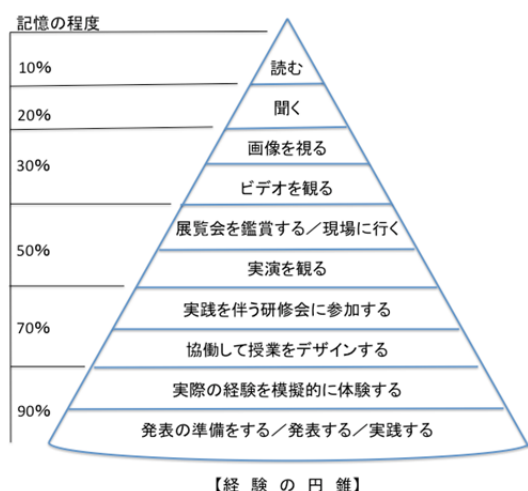 記憶の程度
10%
読む
20%
聞く
30%
画像を視る
ビデオを観る
50%
展覧会を鑑賞する／現場に行く
実演を観る
70%
実践を伴う研修会に参加する
協働して授業をデザインする
90%
実際の経験を模擬的に体験する
発表の準備をする／発表する／実践する
【経 験 の 円 錐】